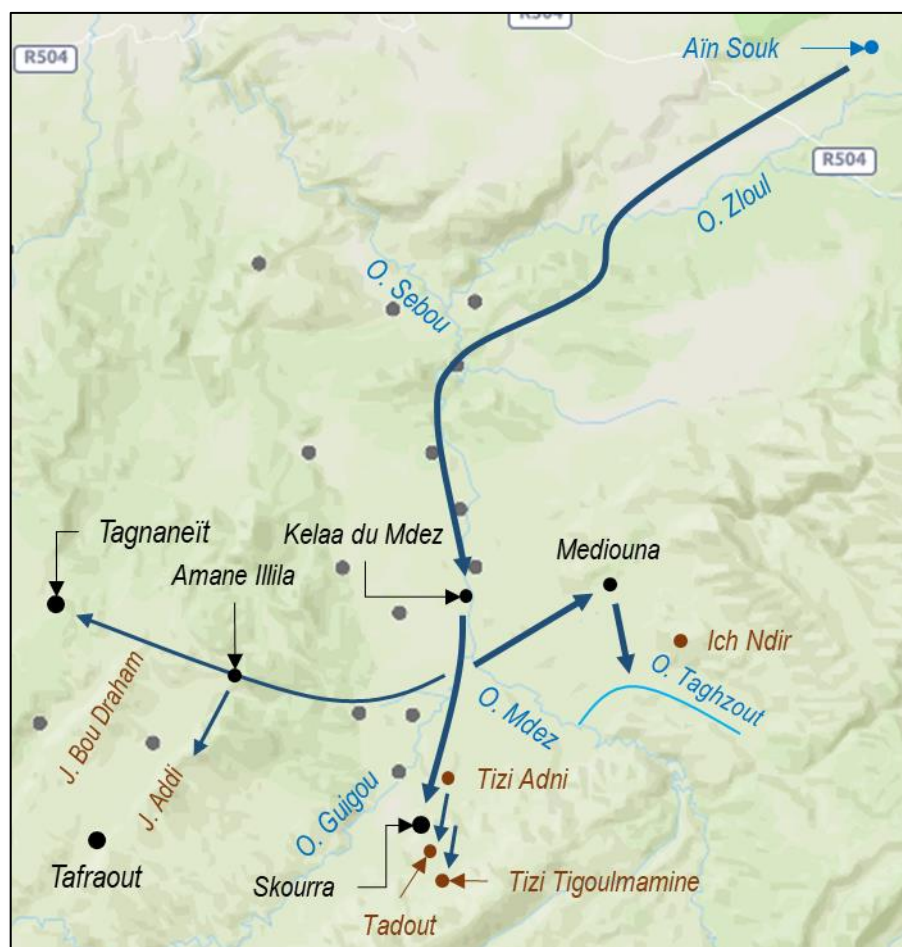 R504
R504
Aïn Souk
R504
O. Zloul
O. Sebou
Tagnaneït
Kelaa du Mdez
Mediouna
Amane Illila
Ich Ndir
O. Taghzout
J. Bou Draham
O. Mdez
J. Addi
Tizi Adni
O. Guigou
Tafraout
Skourra
Tizi Tigoulmamine
Tadout